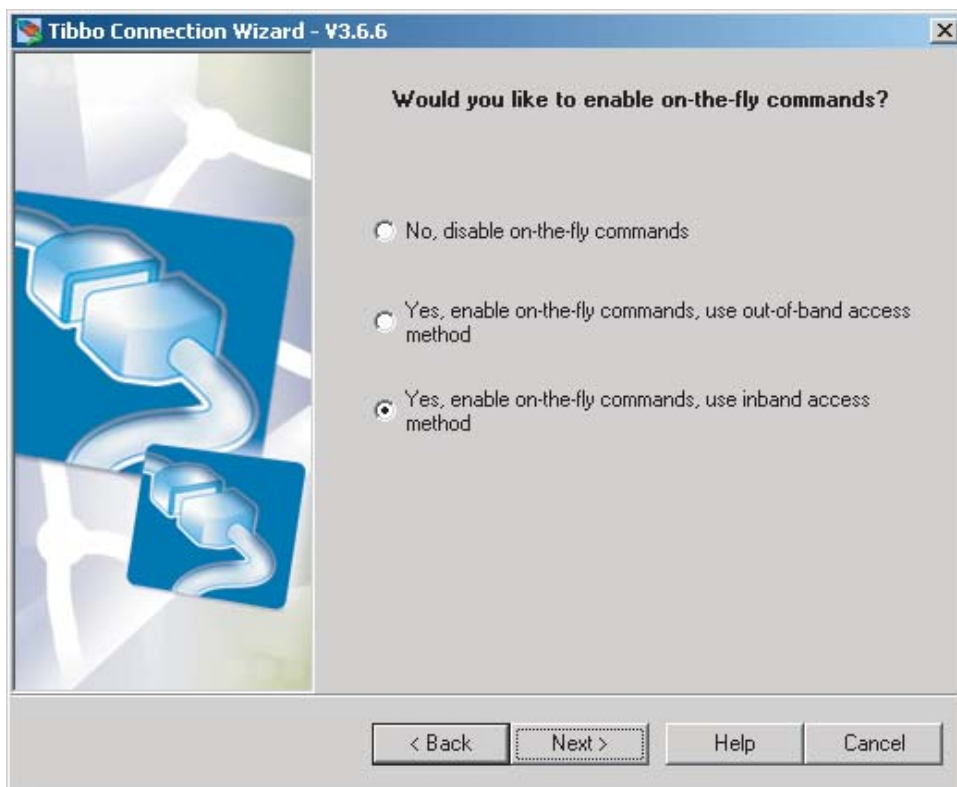 Tibbo Connection Wizard - V3.6.6
Would you like to enable on-the-fly commands?
No, disable on-the-fly commands
Yes, enable on-the-fly commands, use out-of-band access
method
Yes, enable on-the-fly commands, use inband access
method
< Back
Next >
Help
Cancel